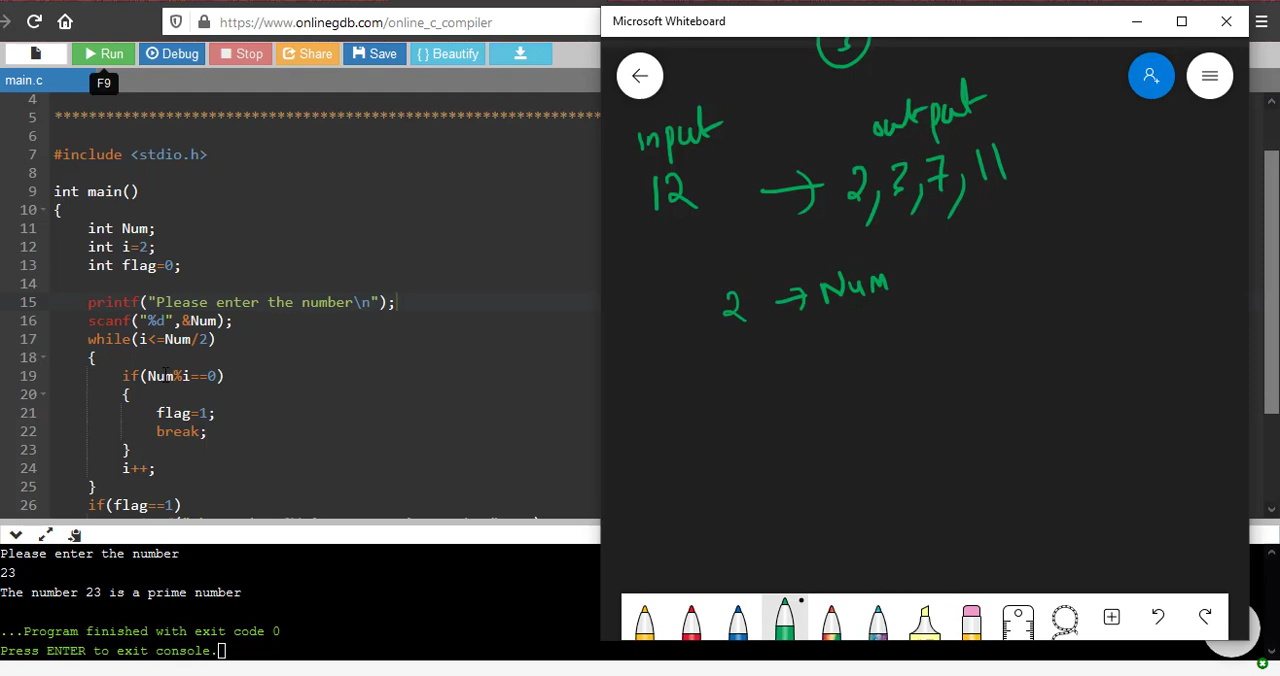 https://www.onlinegdb.com/online_c_compiler
Run
Debug
Stop
Share
Save
{ } Beautify
main.c
F9
4
5 ******************************************************************
6
7 #include <stdio.h>
8
9 int main()
10 {
11 int Num;
12 int i=2;
13 int flag=0;
14
15 printf("Please enter the number\n");
16 scanf("%d",&Num);
17 while(i<=Num/2)
18 {
19 if(Num%i==0)
20 {
21 flag=1;
22 break;
23 }
24 i++;
25 }
26 if(flag==1)
Please enter the number
23
The number 23 is a prime number
...Program finished with exit code 0
Press ENTER to exit console.
Microsoft Whiteboard
3
input output
12 → 2,3,7,11
2 → Num